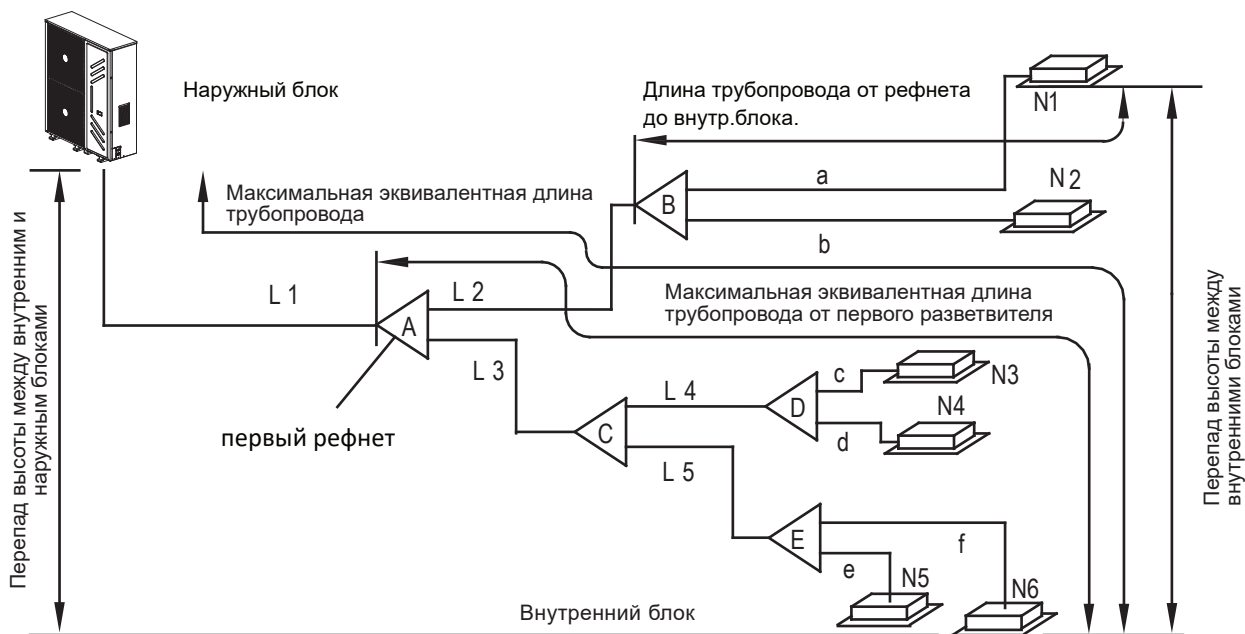 Наружный блок
Длина трубопровода от рефнета
до внутр.блока.
N1
a
N 2
Максимальная эквивалентная длина
трубопровода
B
b
L 1
L 2
Максимальная эквивалентная длина
трубопровода от первого разветвителя
A
L 3
c
N3
L 4
D
N4
первый рефнет
C
d
L 5
E
f
e
N5
N6
Внутренний блок
Перепад высоты между внутренним и
наружным блоками
Перепад высоты между
внутренними блоками